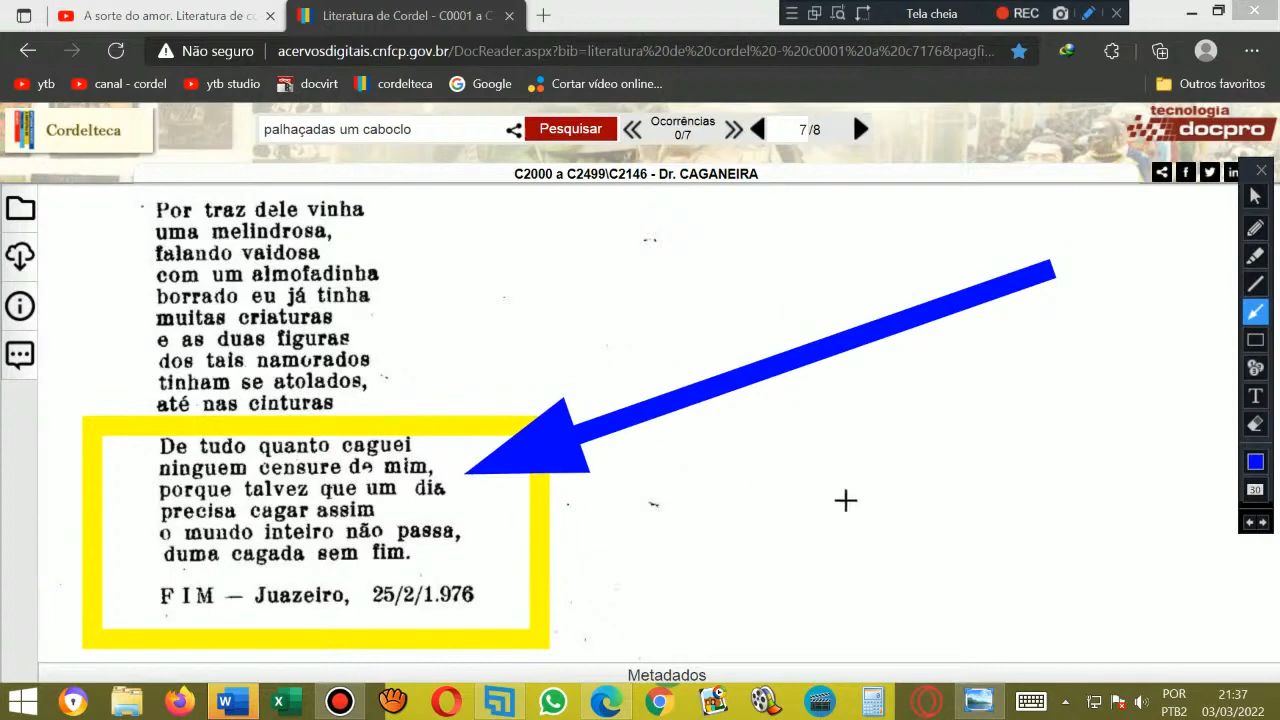 A sorte do amor. Literatura de co
Literatura de Cordel - C0001 a C
Tela cheia
REC
Não seguro
acervosdigitais.cnfcp.gov.br/DocReader.aspx?bib=literatura%20de%20cordel%20-%20c0001%20a%20c7176&pagfi...
ytb
canal - cordel
ytb studio
docvirt
cordelteca
Google
Cortar vídeo online...
Outros favoritos
Cordelteca
palhaçadas um caboclo
Pesquisar
Ocorrências
0/7
7 /8
tecnologia
docpro
C2000 a C2499\C2146 - Dr. CAGANEIRA
Por traz dele vinha
uma melindrosa,
falando vaidosa
com um almofadinha
borrado eu já tinha
muitas criaturas
e as duas figuras
dos tais namorados
tinham se atolados,
até nas cinturas
De tudo quanto caguei
ninguem censure de mim,
porque talvez que um dia
precisa cagar assim
o mundo inteiro não passa,
duma cagada sem fim.
FIM — Juazeiro, 25/2/1.976
T
30
Metadados
POR
PTB2
21:37
03/03/2022